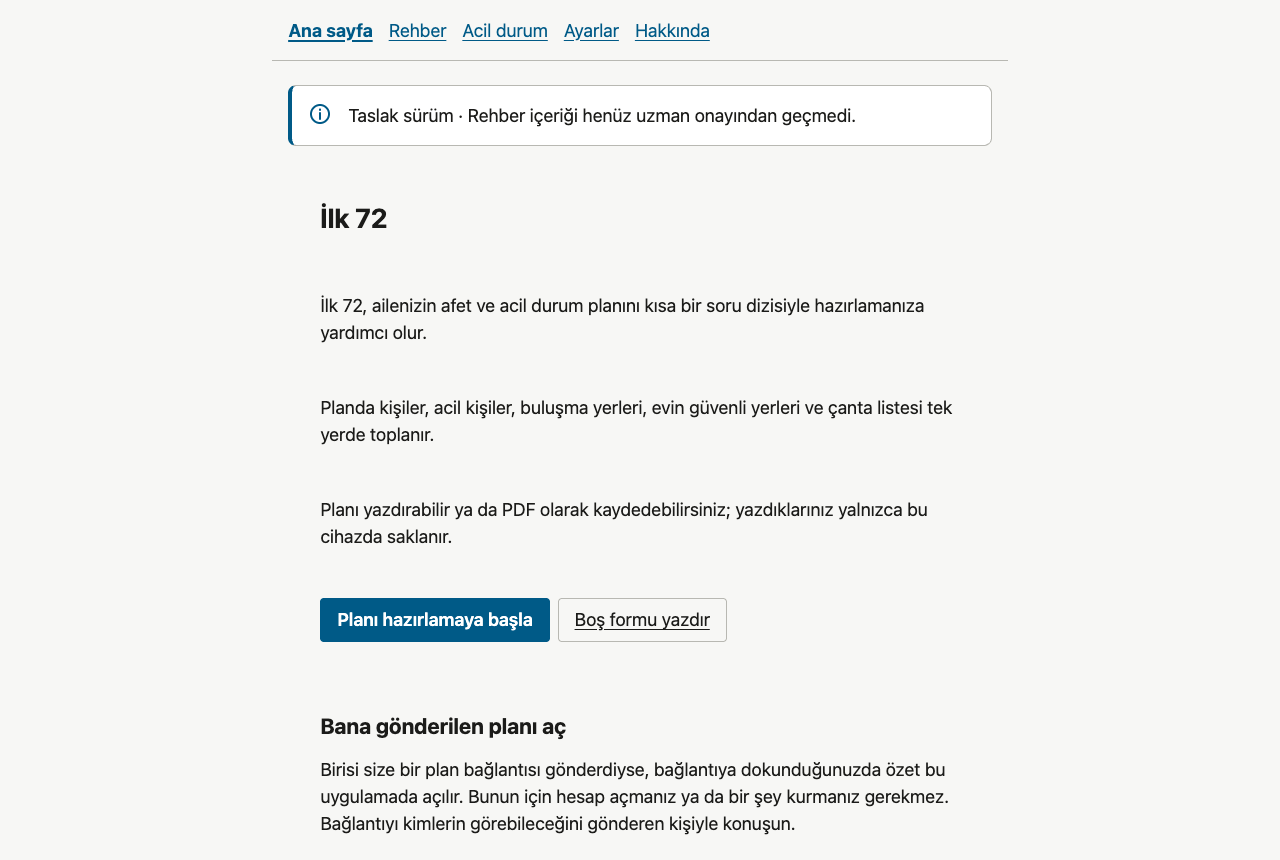 Ana sayfa Rehber Acil durum Ayarlar Hakkında
Taslak sürüm · Rehber içeriği henüz uzman onayından geçmedi.
İlk 72
İlk 72, ailenizin afet ve acil durum planını kısa bir soru dizisiyle hazırlamanıza
yardımcı olur.
Planda kişiler, acil kişiler, buluşma yerleri, evin güvenli yerleri ve çanta listesi tek
yerde toplanır.
Planı yazdırabilir ya da PDF olarak kaydedebilirsiniz; yazdıklarınız yalnızca bu
cihazda saklanır.
Planı hazırlamaya başla Boş formu yazdır
Bana gönderilen planı aç
Birisi size bir plan bağlantısı gönderdiyse, bağlantıya dokunduğunuzda özet bu
uygulamada açılır. Bunun için hesap açmanız ya da bir şey kurmanız gerekmez.
Bağlantıyı kimlerin görebileceğini gönderen kişiyle konuşun.